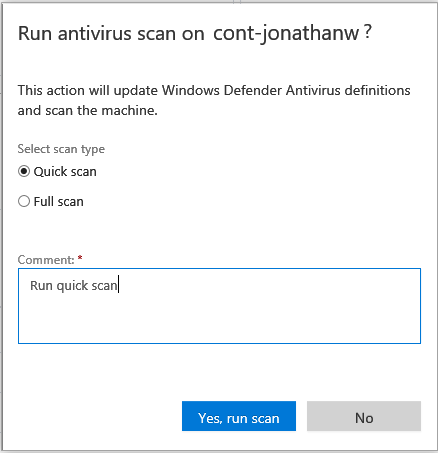 Run antivirus scan on cont-jonathanw ?
This action will update Windows Defender Antivirus definitions
and scan the machine.
Select scan type
Quick scan
Full scan
Comment: *
Run quick scan
Yes, run scan
No